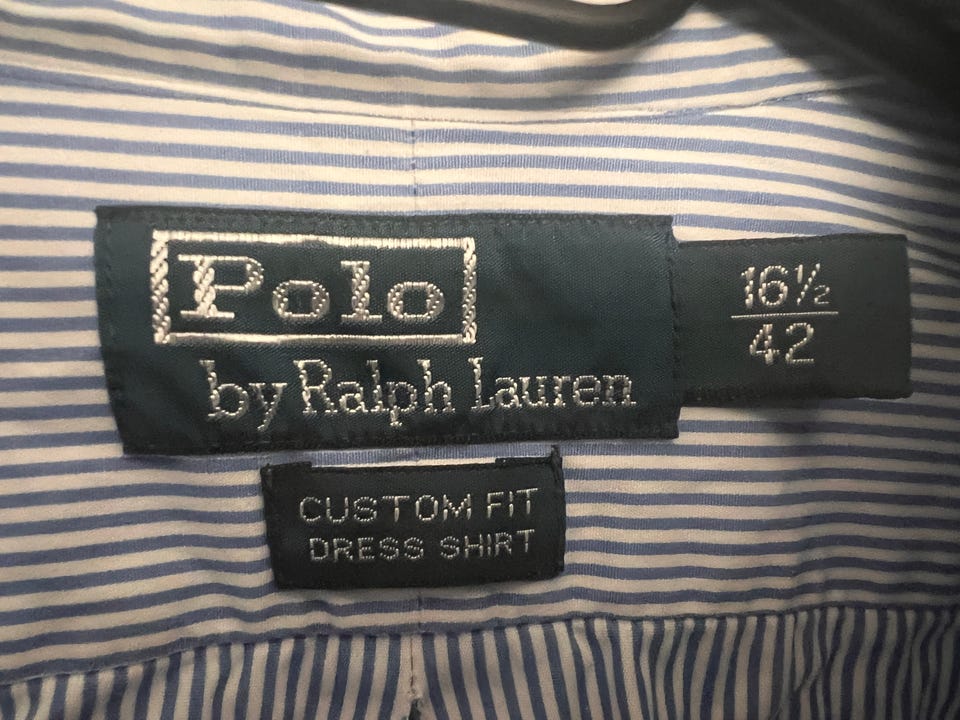 Polo
by Ralph Lauren
16½
42
CUSTOM FIT
DRESS SHIRT